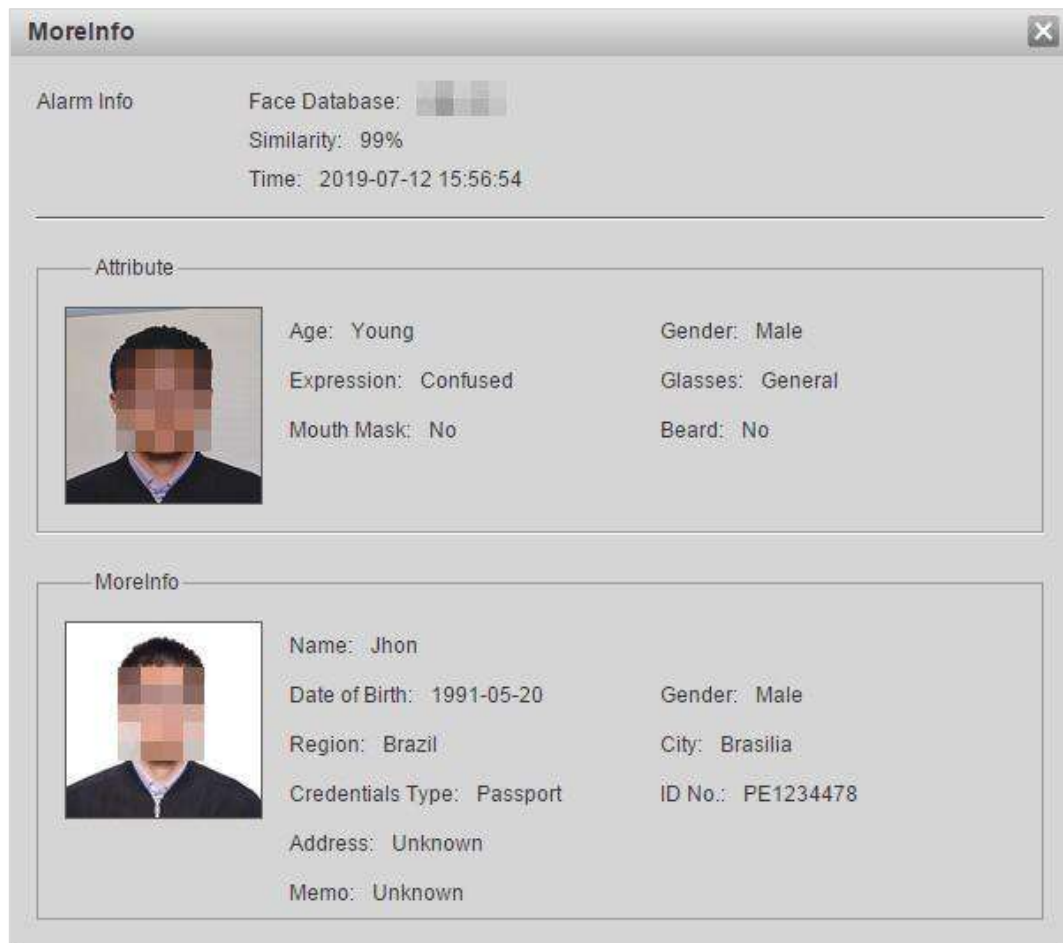 MoreInfo
Alarm Info Face Database:
Similarity: 99%
Time: 2019-07-12 15:56:54
Attribute
Age: Young Gender: Male
Expression: Confused Glasses: General
Mouth Mask: No Beard: No
MoreInfo
Name: Jhon
Date of Birth: 1991-05-20 Gender: Male
Region: Brazil City: Brasilia
Credentials Type: Passport ID No.: PE1234478
Address: Unknown
Memo: Unknown